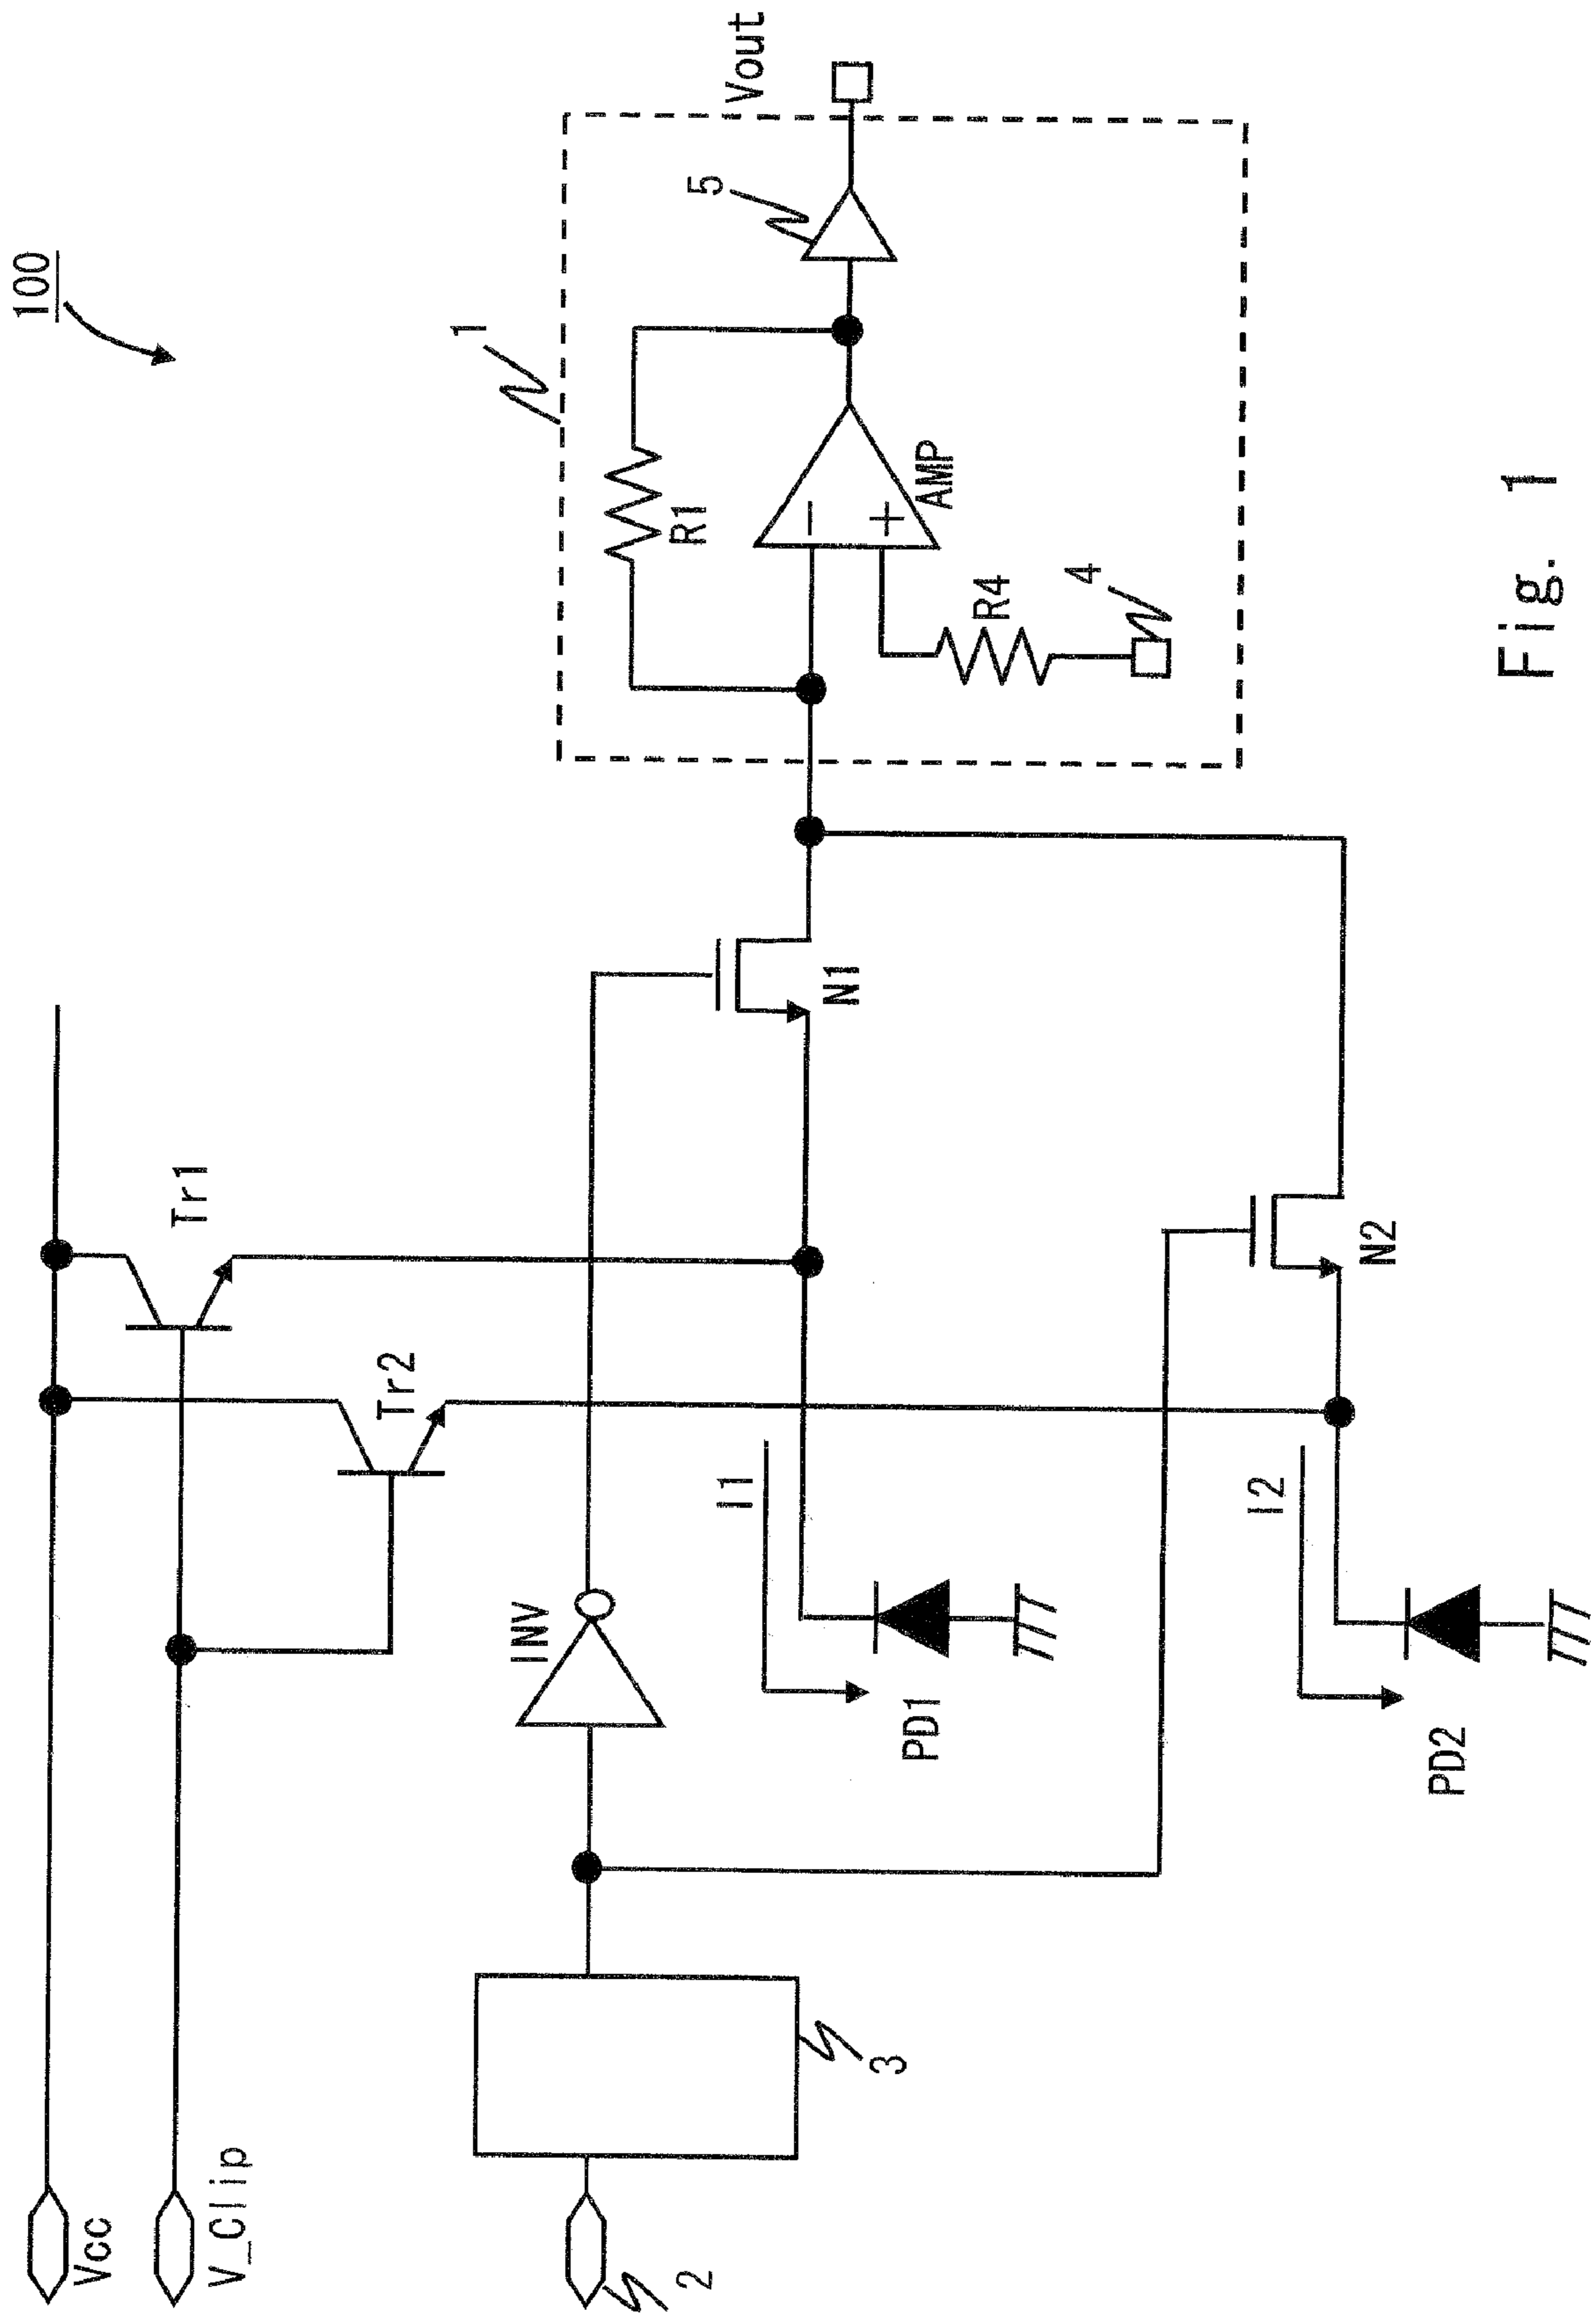 100
Vcc
V_Clip
Tr1
Tr2
1
5
Vout
R1
INV
AMP
I1
N1
R4
4
2
3
PD1
I2
N2
PD2
Fig. 1